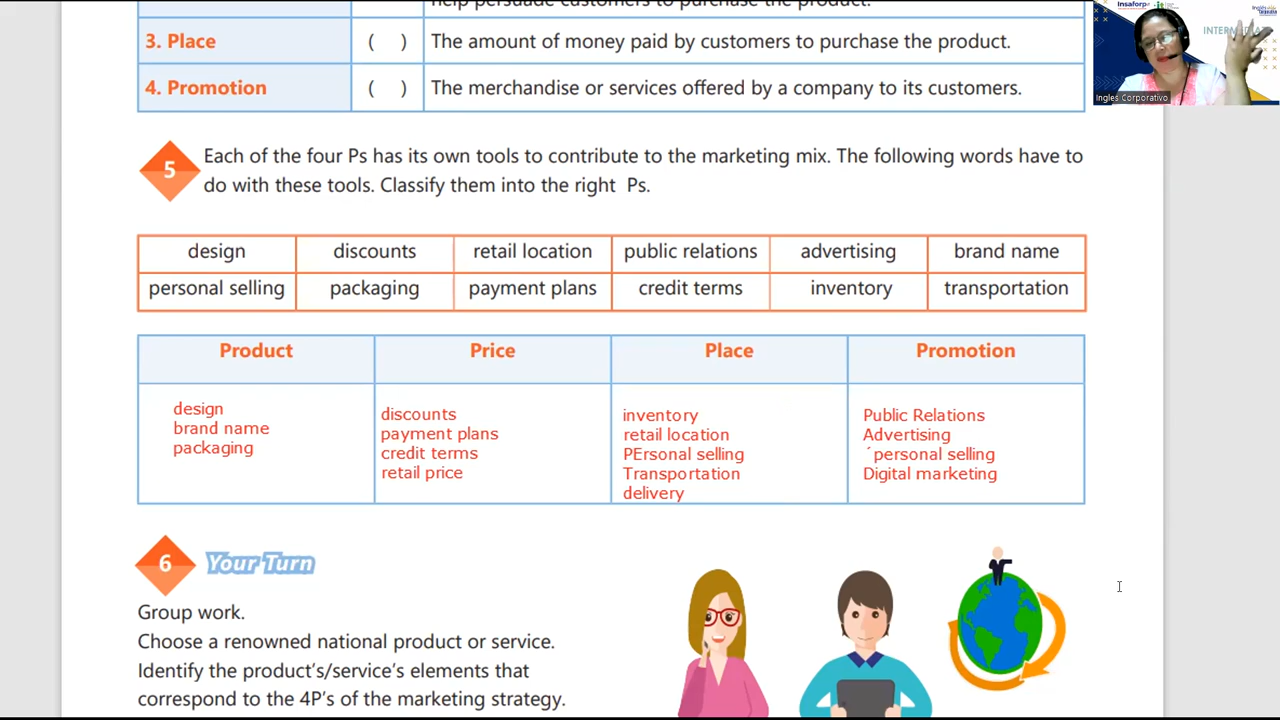 help persuade customers to purchase the product.
3. Place ( ) The amount of money paid by customers to purchase the product.
4. Promotion ( ) The merchandise or services offered by a company to its customers.
5 Each of the four Ps has its own tools to contribute to the marketing mix. The following words have to
do with these tools. Classify them into the right Ps.
design discounts retail location public relations advertising brand name
personal selling packaging payment plans credit terms inventory transportation
Product Price Place Promotion
design
brand name
packaging
discounts
payment plans
credit terms
retail price
inventory
retail location
PErsonal selling
Transportation
delivery
Public Relations
Advertising
´personal selling
Digital marketing
6 Your Turn
Group work.
Choose a renowned national product or service.
Identify the product's/service's elements that
correspond to the 4P's of the marketing strategy.
Insaforp
Inglés Corporativo